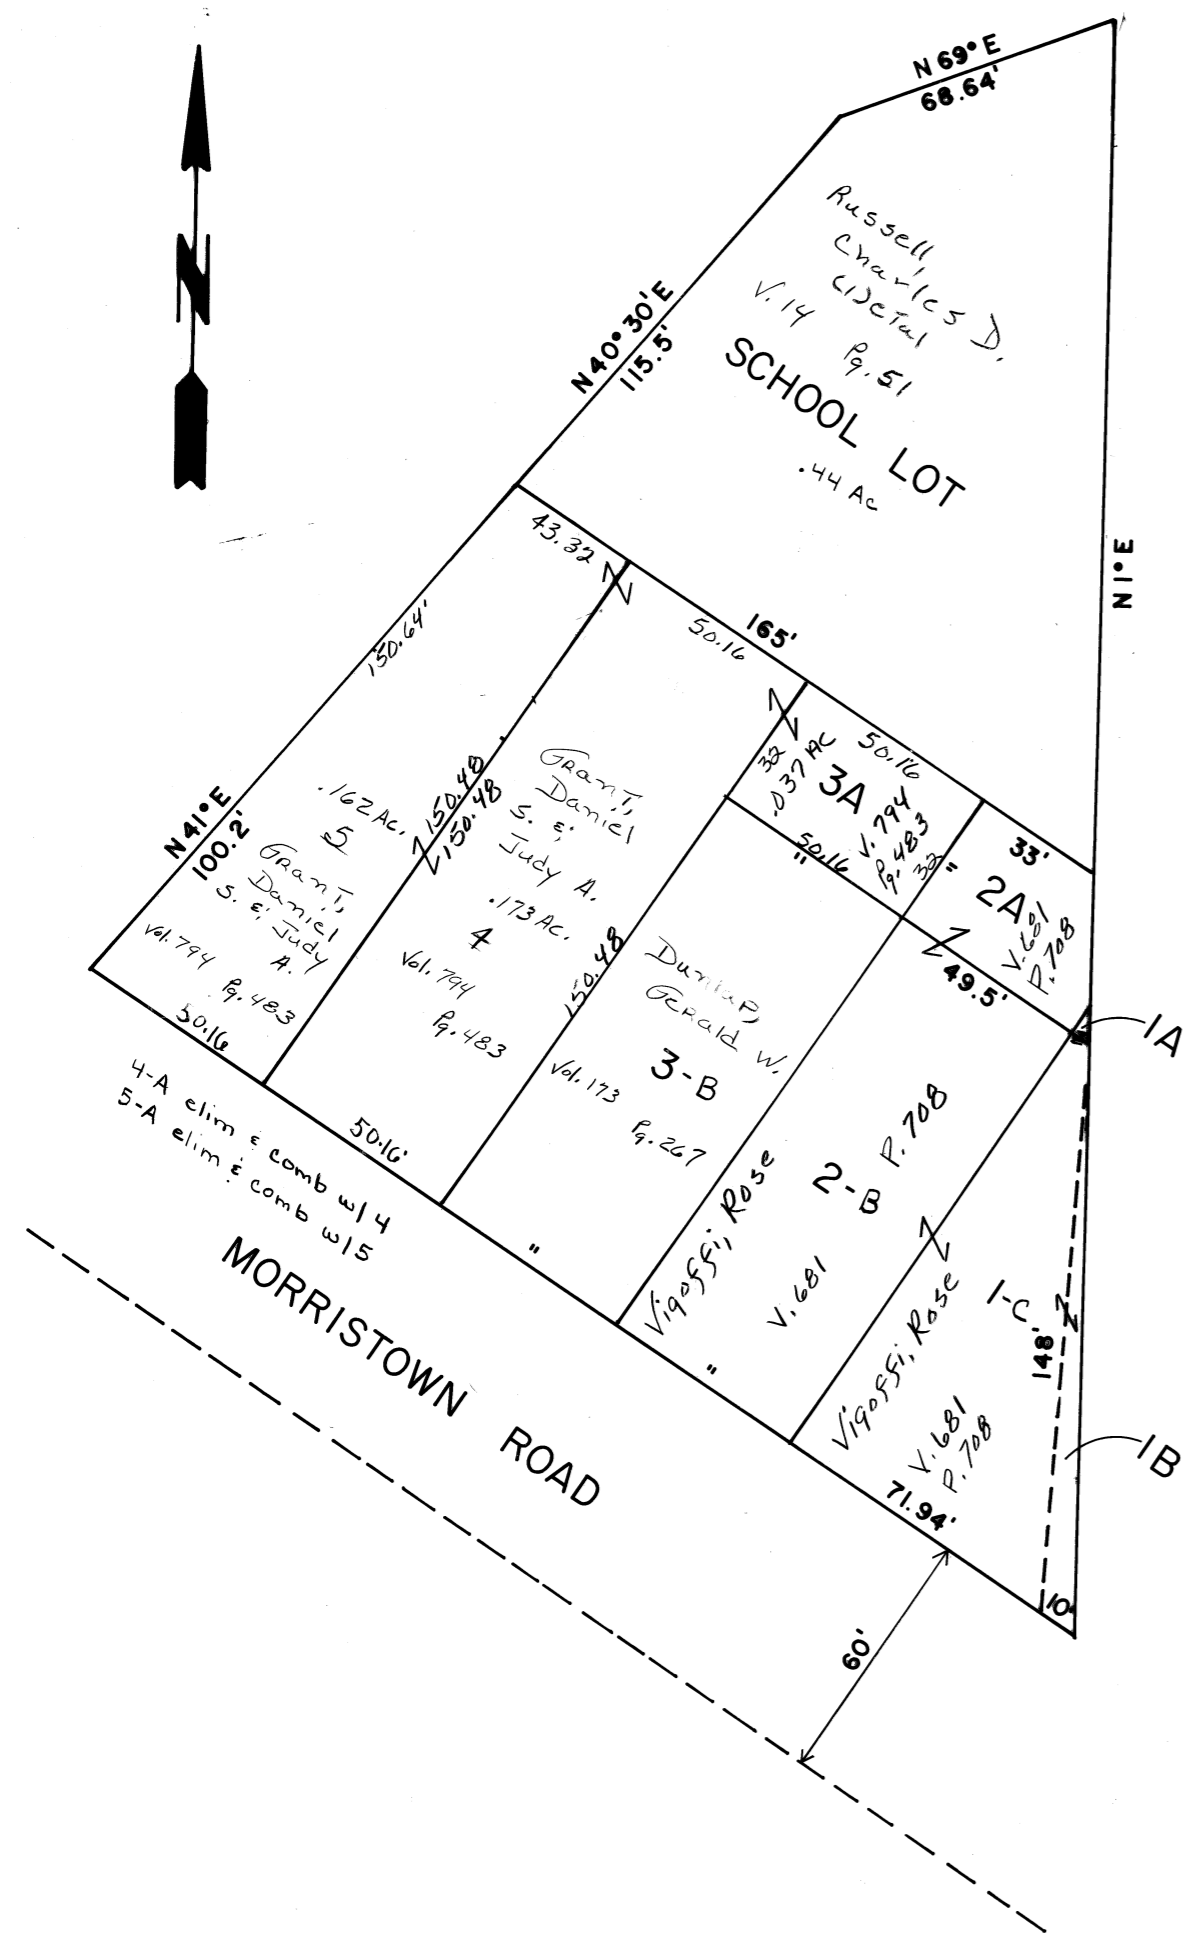 N
N 69° E
68.64'
Russell,
Charles D.
(1) etal
V. 14 Pg. 51
SCHOOL LOT
.44 Ac
N 40° 30' E
115.5'
N 1° E
43.32
165'
50.16
50.16
33'
150.64'
N 41° E
100.2'
.162 Ac.
5
Grant,
Daniel
S. & Judy
A.
Vol. 794 Pg. 483
50.16
150.48
150.48
Grant,
Daniel
S. &
Judy A.
.173 Ac.
4
Vol. 794
Pg. 483
50.16'
32
.037 AC
3A
V. 794
Pg. 483
32
"
50.16
"
2A
V. 681
P. 708
49.5'
1A
150.48
Dunlap,
Gerald W.
3-B
Vol. 173 Pg. 267
"
Vigoffi, Rose
2-B
V. 681 P. 708
"
Vigoffi, Rose
1-C
V. 681
P. 708
148'
1B
71.94'
10'
60'
4-A elim & comb w/ 4
5-A elim & comb w/ 5
MORRISTOWN ROAD